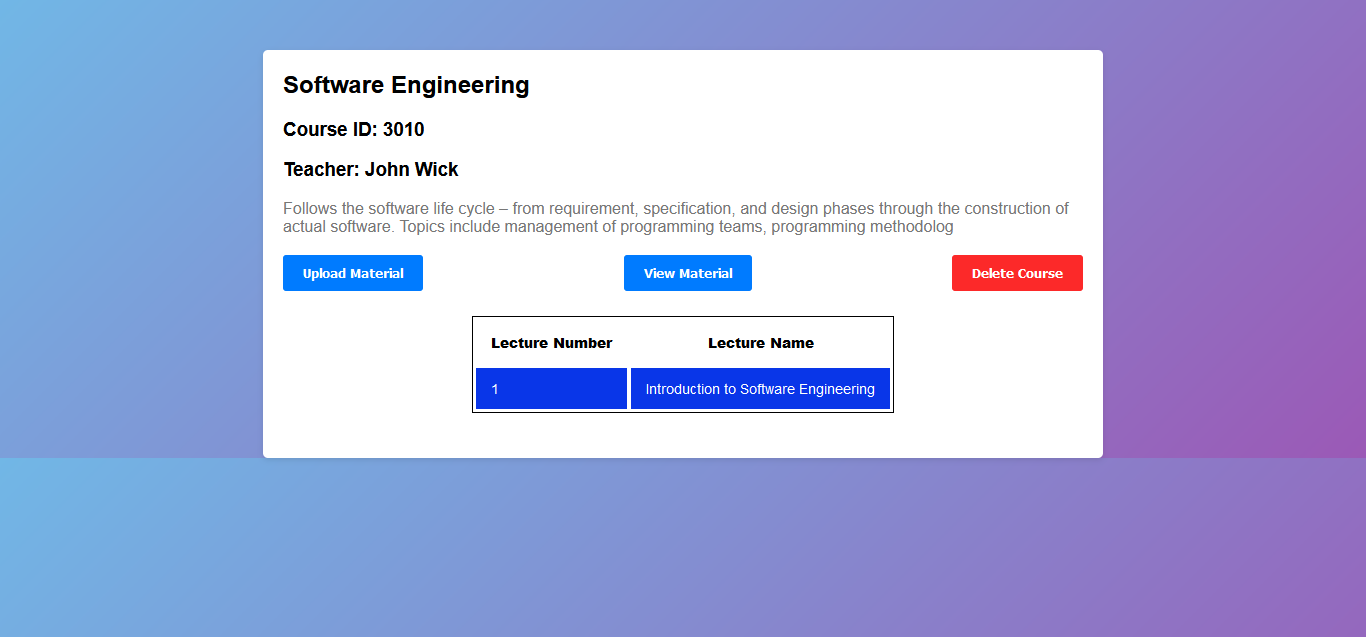 Software Engineering
Course ID: 3010
Teacher: John Wick
Follows the software life cycle – from requirement, specification, and design phases through the construction of
actual software. Topics include management of programming teams, programming methodolog
Upload Material View Material Delete Course
Lecture Number Lecture Name
1 Introduction to Software Engineering